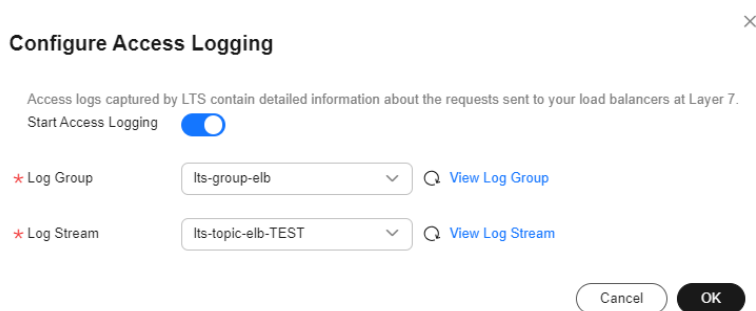 Configure Access Logging
Access logs captured by LTS contain detailed information about the requests sent to your load balancers at Layer 7.
Start Access Logging
* Log Group lts-group-elb View Log Group
* Log Stream lts-topic-elb-TEST View Log Stream
Cancel OK